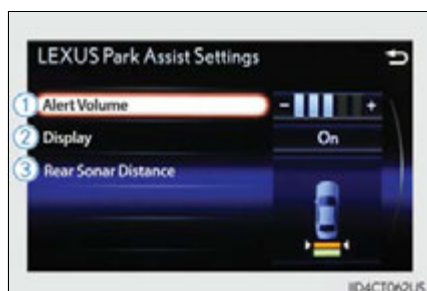 LEXUS Park Assist Settings
1 Alert Volume - +
2 Display On
3 Rear Sonar Distance
IID4CT062US